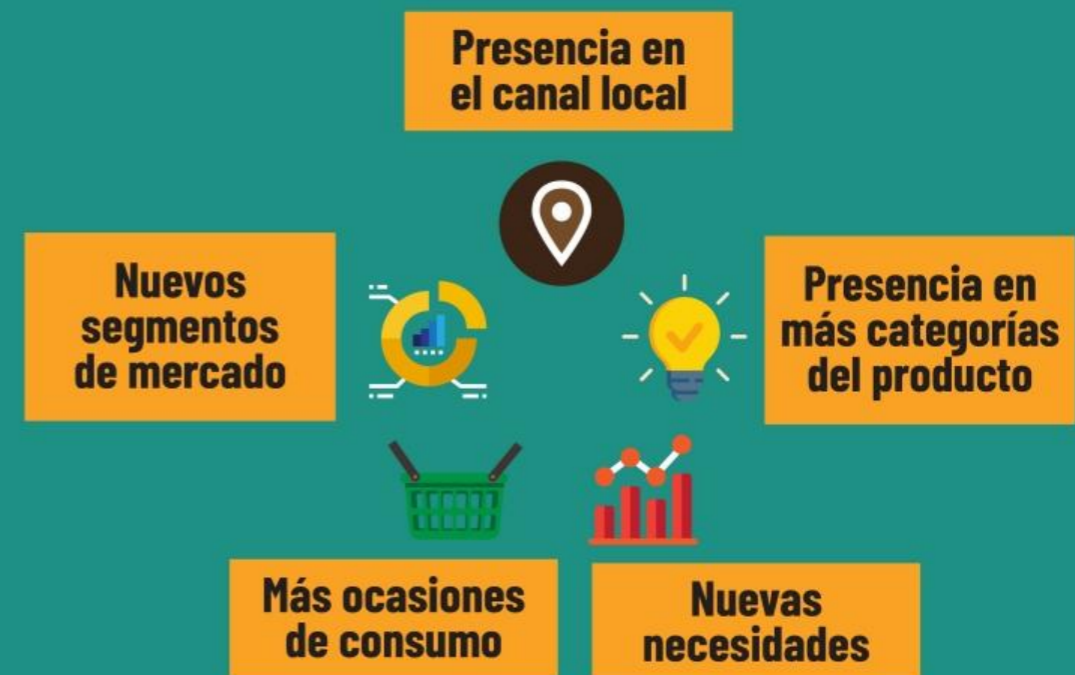 Presencia en
el canal local
Nuevos
segmentos
de mercado
Presencia en
más categorías
del producto
Más ocasiones
de consumo
Nuevas
necesidades